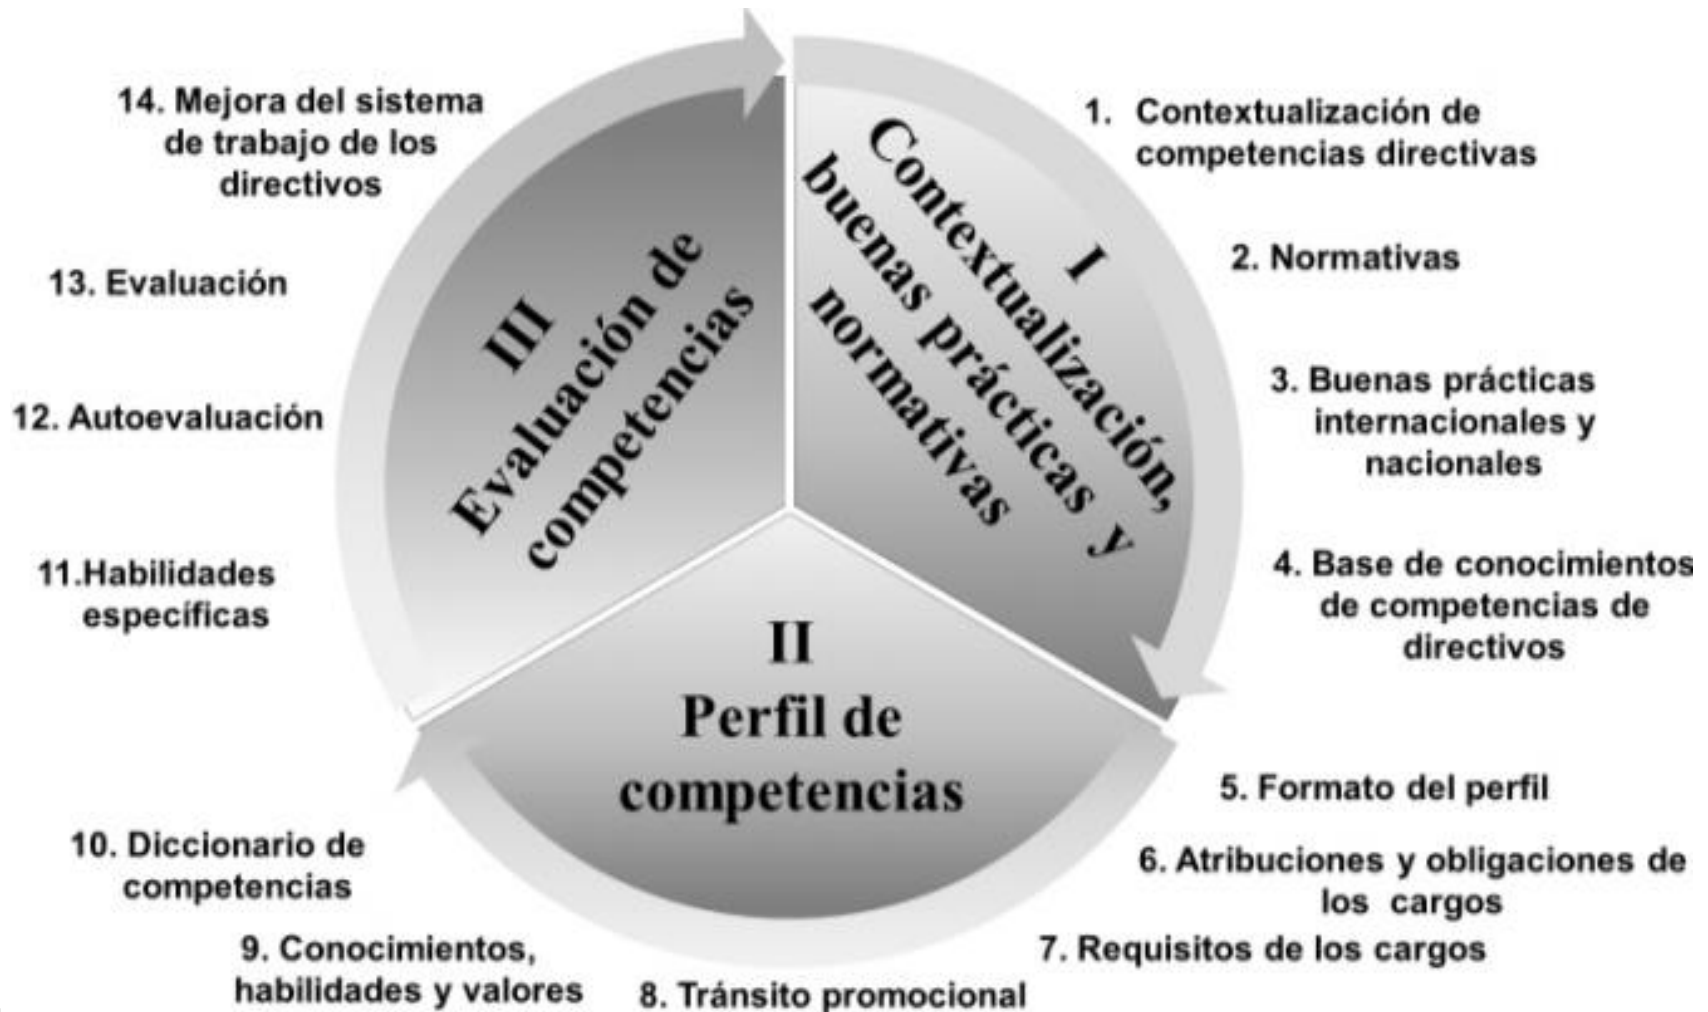 I
Contextualización,
buenas prácticas y
normativas
1. Contextualización de
competencias directivas
2. Normativas
3. Buenas prácticas
internacionales y
nacionales
4. Base de conocimientos
de competencias de
directivos
II
Perfil de
competencias
5. Formato del perfil
6. Atribuciones y obligaciones de
los cargos
7. Requisitos de los cargos
8. Tránsito promocional
9. Conocimientos,
habilidades y valores
10. Diccionario de
competencias
III
Evaluación de
competencias
11.Habilidades
específicas
12. Autoevaluación
13. Evaluación
14. Mejora del sistema
de trabajo de los
directivos